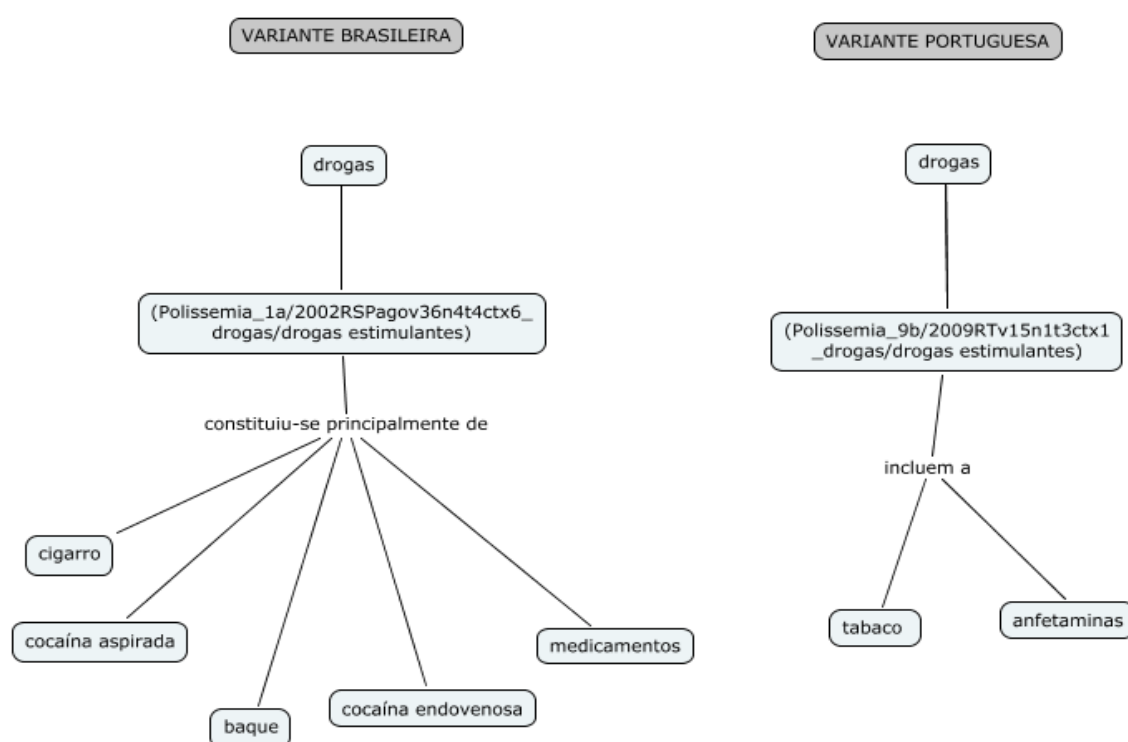 VARIANTE BRASILEIRA
VARIANTE PORTUGUESA
drogas
drogas
(Polissemia_1a/2002RSPagov36n4t4ctx6_
drogas/drogas estimulantes)
(Polissemia_9b/2009RTv15n1t3ctx1
_drogas/drogas estimulantes)
constituiu-se principalmente de
incluem a
cigarro
cocaína aspirada
baque
cocaína endovenosa
medicamentos
tabaco
anfetaminas